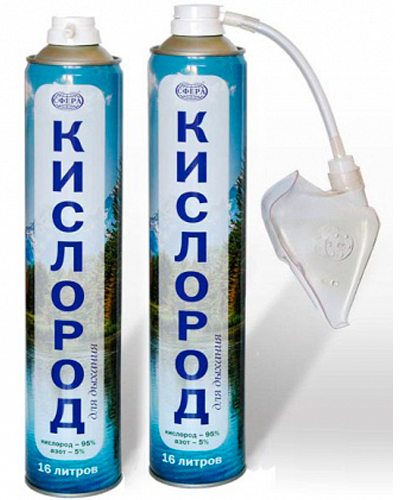 СФЕРА
КИСЛОРОД
для дыхания
кислород – 95%
азот – 5%
16 литров
СФЕРА
КИСЛОРОД
для дыхания
кислород – 95%
азот – 5%
16 литров